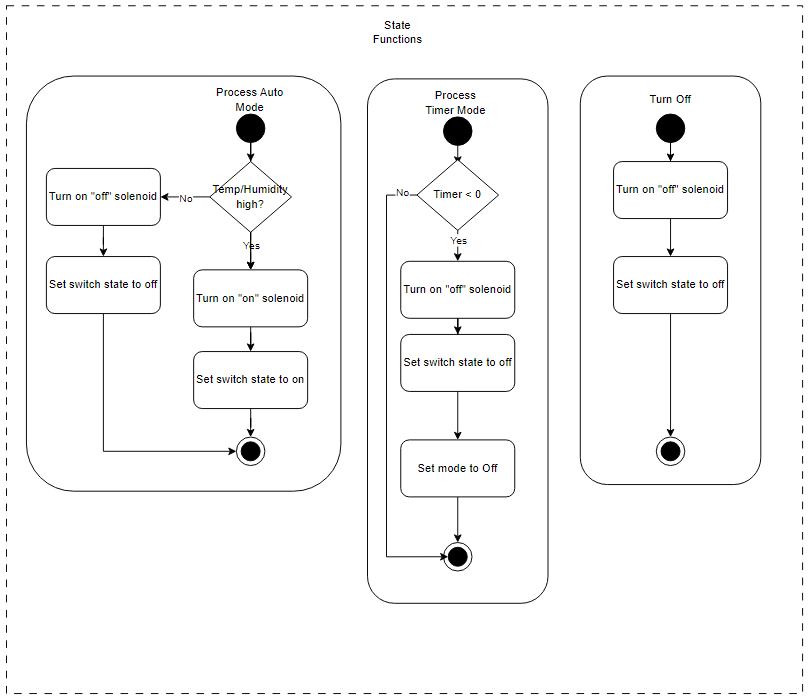 State
Functions
Process Auto
Mode
Temp/Humidity
high?
No
Turn on "off" solenoid
Set switch state to off
Yes
Turn on "on" solenoid
Set switch state to on
Process
Timer Mode
Timer < 0
No
Yes
Turn on "off" solenoid
Set switch state to off
Set mode to Off
Turn Off
Turn on "off" solenoid
Set switch state to off